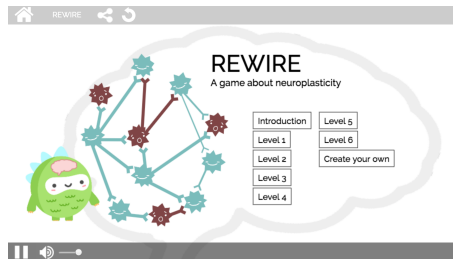 REWIRE
REWIRE
A game about neuroplasticity
Introduction
Level 1
Level 2
Level 3
Level 4
Level 5
Level 6
Create your own